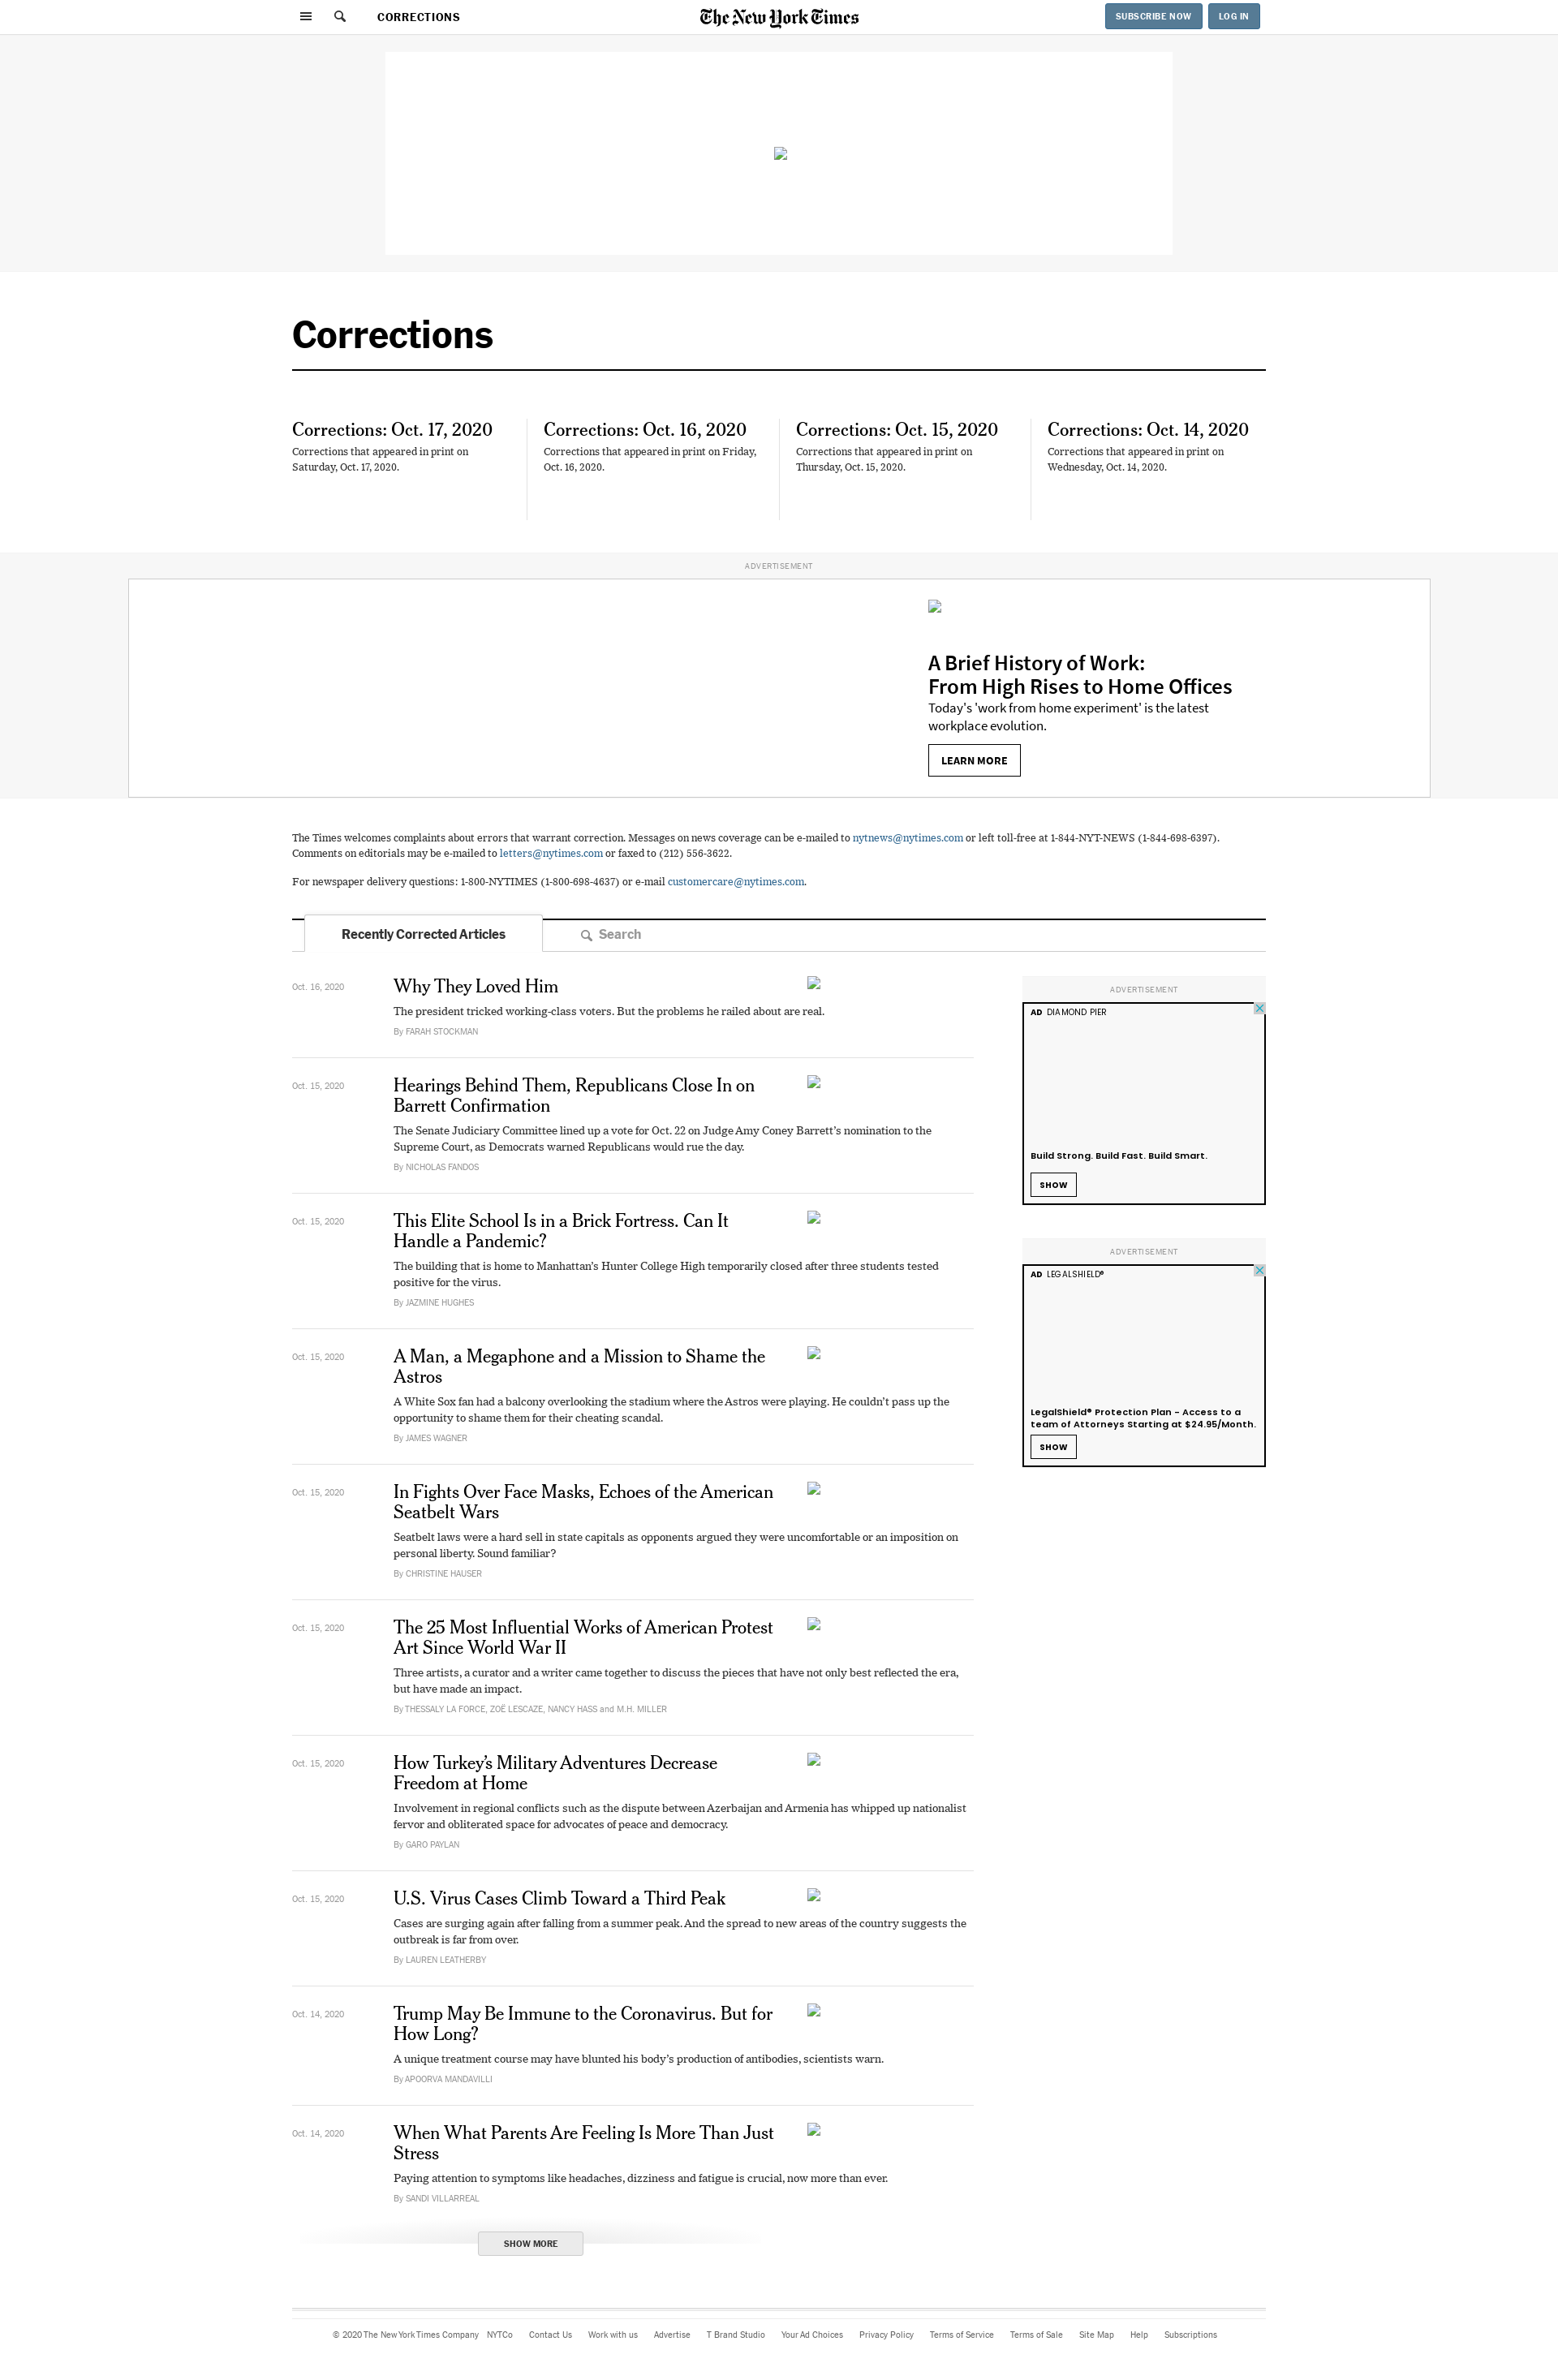 CORRECTIONS
The New York Times
SUBSCRIBE NOW
LOG IN
Corrections
Corrections: Oct. 17, 2020
Corrections that appeared in print on
Saturday, Oct. 17, 2020.
Corrections: Oct. 16, 2020
Corrections that appeared in print on Friday,
Oct. 16, 2020.
Corrections: Oct. 15, 2020
Corrections that appeared in print on
Thursday, Oct. 15, 2020.
Corrections: Oct. 14, 2020
Corrections that appeared in print on
Wednesday, Oct. 14, 2020.
ADVERTISEMENT
A Brief History of Work:
From High Rises to Home Offices
Today's 'work from home experiment' is the latest
workplace evolution.
LEARN MORE
The Times welcomes complaints about errors that warrant correction. Messages on news coverage can be e-mailed to nytnews@nytimes.com or left toll-free at 1-844-NYT-NEWS (1-844-698-6397).
Comments on editorials may be e-mailed to letters@nytimes.com or faxed to (212) 556-3622.
For newspaper delivery questions: 1-800-NYTIMES (1-800-698-4637) or e-mail customercare@nytimes.com.
Recently Corrected Articles
Search
Oct. 16, 2020
Why They Loved Him
The president tricked working-class voters. But the problems he railed about are real.
By FARAH STOCKMAN
Oct. 15, 2020
Hearings Behind Them, Republicans Close In on
Barrett Confirmation
The Senate Judiciary Committee lined up a vote for Oct. 22 on Judge Amy Coney Barrett's nomination to the
Supreme Court, as Democrats warned Republicans would rue the day.
By NICHOLAS FANDOS
Oct. 15, 2020
This Elite School Is in a Brick Fortress. Can It
Handle a Pandemic?
The building that is home to Manhattan's Hunter College High temporarily closed after three students tested
positive for the virus.
By JAZMINE HUGHES
Oct. 15, 2020
A Man, a Megaphone and a Mission to Shame the
Astros
A White Sox fan had a balcony overlooking the stadium where the Astros were playing. He couldn't pass up the
opportunity to shame them for their cheating scandal.
By JAMES WAGNER
Oct. 15, 2020
In Fights Over Face Masks, Echoes of the American
Seatbelt Wars
Seatbelt laws were a hard sell in state capitals as opponents argued they were uncomfortable or an imposition on
personal liberty. Sound familiar?
By CHRISTINE HAUSER
Oct. 15, 2020
The 25 Most Influential Works of American Protest
Art Since World War II
Three artists, a curator and a writer came together to discuss the pieces that have not only best reflected the era,
but have made an impact.
By THESSALY LA FORCE, ZOË LESCAZE, NANCY HASS and M.H. MILLER
Oct. 15, 2020
How Turkey's Military Adventures Decrease
Freedom at Home
Involvement in regional conflicts such as the dispute between Azerbaijan and Armenia has whipped up nationalist
fervor and obliterated space for advocates of peace and democracy.
By GARO PAYLAN
Oct. 15, 2020
U.S. Virus Cases Climb Toward a Third Peak
Cases are surging again after falling from a summer peak. And the spread to new areas of the country suggests the
outbreak is far from over.
By LAUREN LEATHERBY
Oct. 14, 2020
Trump May Be Immune to the Coronavirus. But for
How Long?
A unique treatment course may have blunted his body's production of antibodies, scientists warn.
By APOORVA MANDAVILLI
Oct. 14, 2020
When What Parents Are Feeling Is More Than Just
Stress
Paying attention to symptoms like headaches, dizziness and fatigue is crucial, now more than ever.
By SANDI VILLARREAL
SHOW MORE
ADVERTISEMENT
AD DIAMOND PIER
Build Strong. Build Fast. Build Smart.
SHOW
ADVERTISEMENT
AD LEGALSHIELD®
LegalShield® Protection Plan - Access to a
team of Attorneys Starting at $24.95/Month.
SHOW
© 2020 The New York Times Company NYTCo Contact Us Work with us Advertise T Brand Studio Your Ad Choices Privacy Policy Terms of Service Terms of Sale Site Map Help Subscriptions